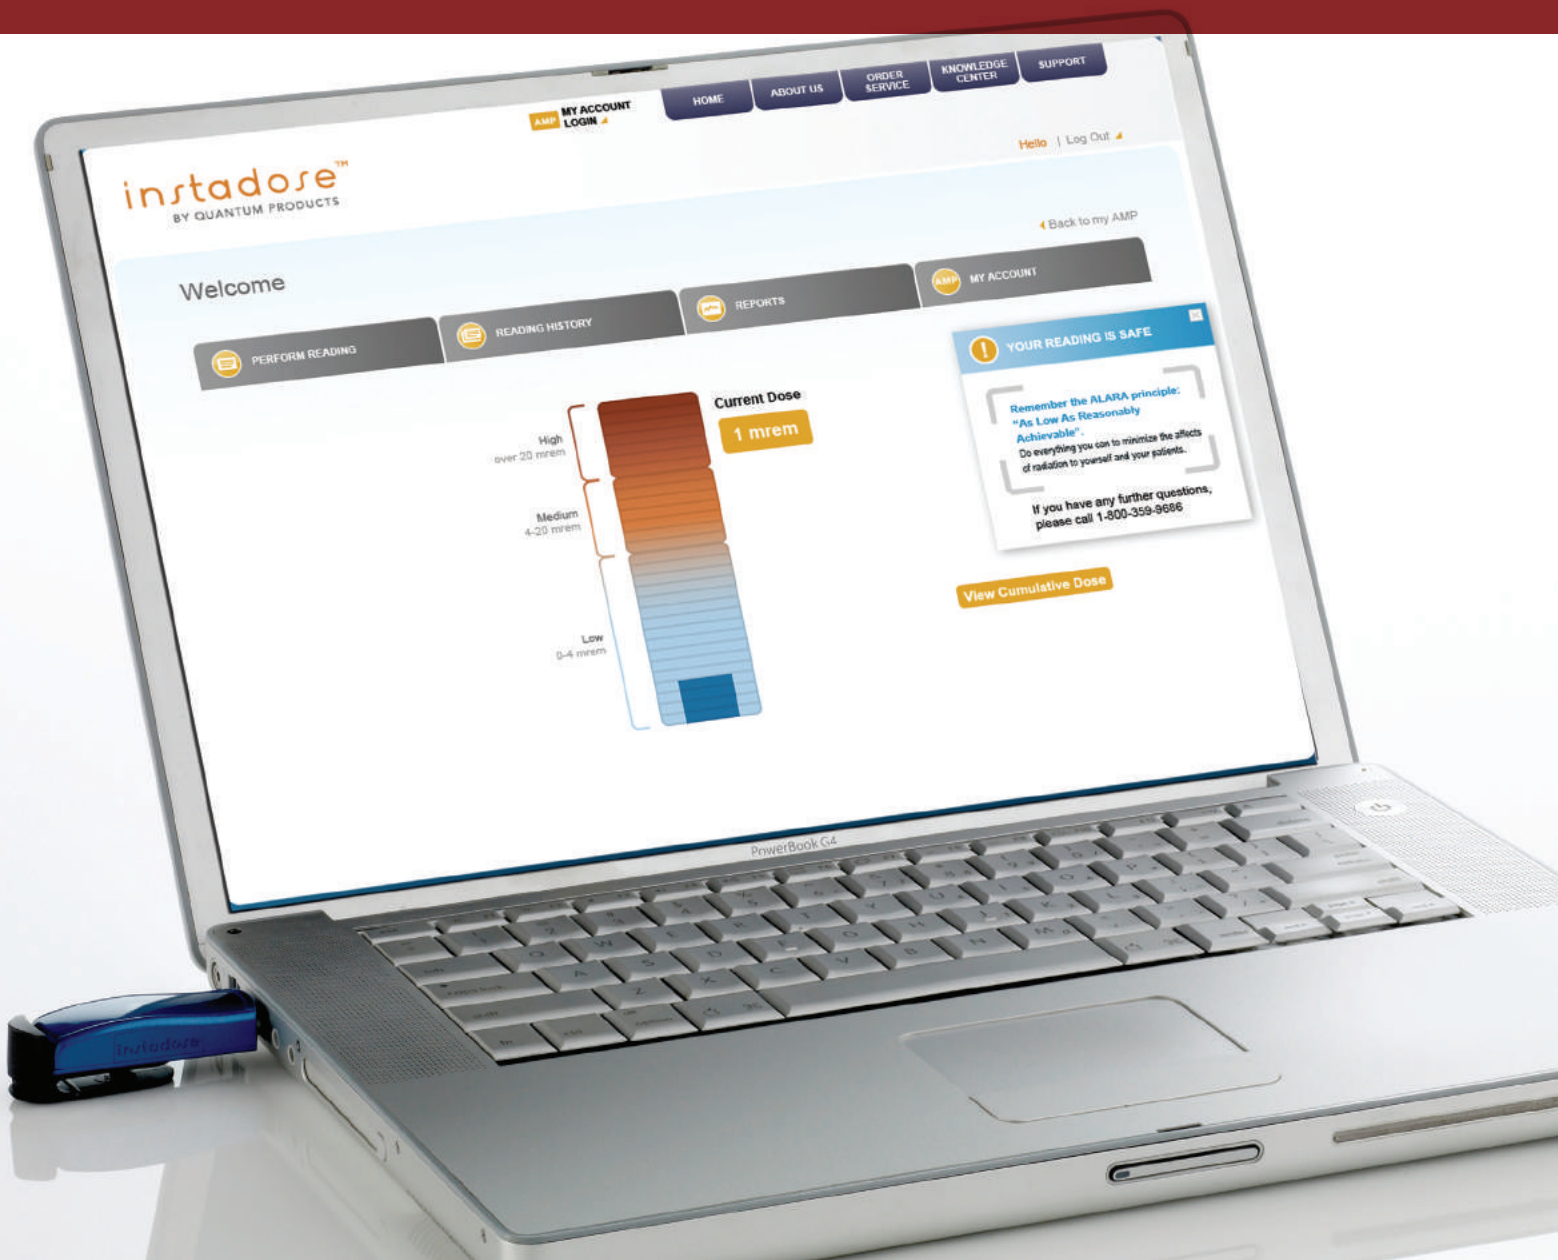 MY ACCOUNT
AMP LOGIN
HOME
ABOUT US
ORDER
SERVICE
KNOWLEDGE
CENTER
SUPPORT
Hello | Log Out
instadose™
BY QUANTUM PRODUCTS
Back to my AMP
Welcome
PERFORM READING
READING HISTORY
REPORTS
AMP MY ACCOUNT
Current Dose
1 mrem
High
over 20 mrem
Medium
4-20 mrem
Low
0-4 mrem
! YOUR READING IS SAFE
Remember the ALARA principle:
"As Low As Reasonably
Achievable".
Do everything you can to minimize the affects
of radiation to yourself and your patients.
If you have any further questions,
please call 1-800-359-9686
View Cumulative Dose
PowerBook G4
instadose